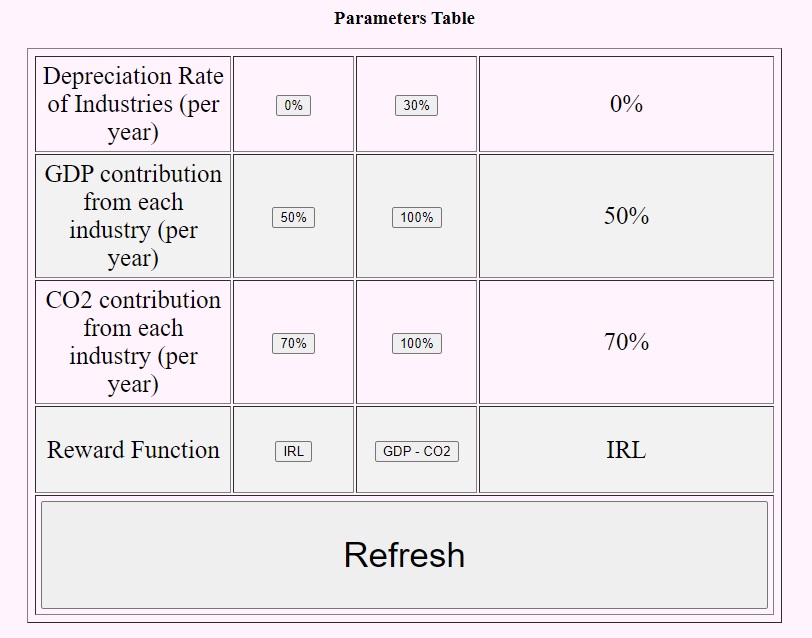 Parameters Table
Depreciation Rate
of Industries (per
year)
0%
30%
0%
GDP contribution
from each
industry (per
year)
50%
100%
50%
CO2 contribution
from each
industry (per
year)
70%
100%
70%
Reward Function
IRL
GDP - CO2
IRL
Refresh